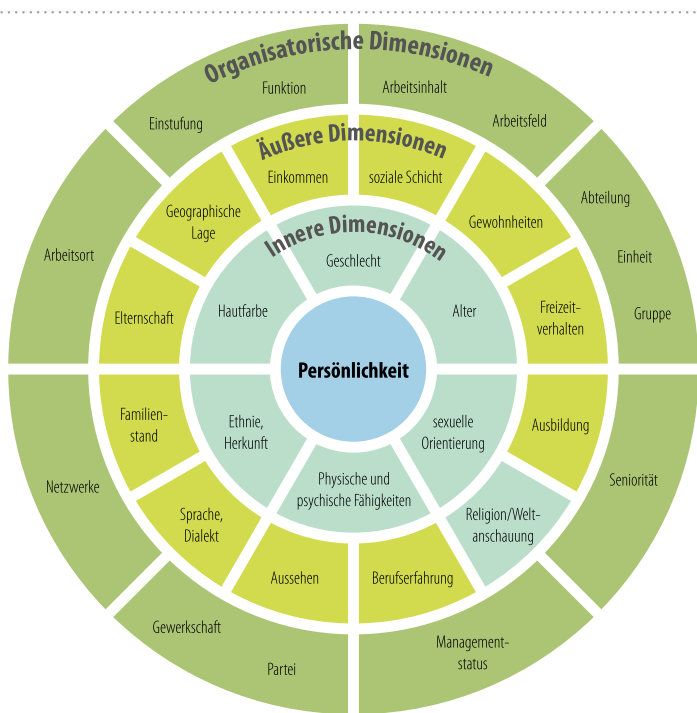 Organisatorische Dimensionen
Funktion
Arbeitsinhalt
Einstufung
Arbeitsfeld
Äußere Dimensionen
Einkommen
soziale Schicht
Abteilung
Geographische
Lage
Gewohnheiten
Innere Dimensionen
Geschlecht
Arbeitsort
Einheit
Elternschaft
Hautfarbe
Alter
Freizeit-
verhalten
Gruppe
Persönlichkeit
Familien-
stand
Ethnie,
Herkunft
sexuelle
Orientierung
Ausbildung
Netzwerke
Physische und
psychische Fähigkeiten
Seniorität
Sprache,
Dialekt
Religion/Welt-
anschauung
Aussehen
Berufserfahrung
Gewerkschaft
Partei
Management-
status